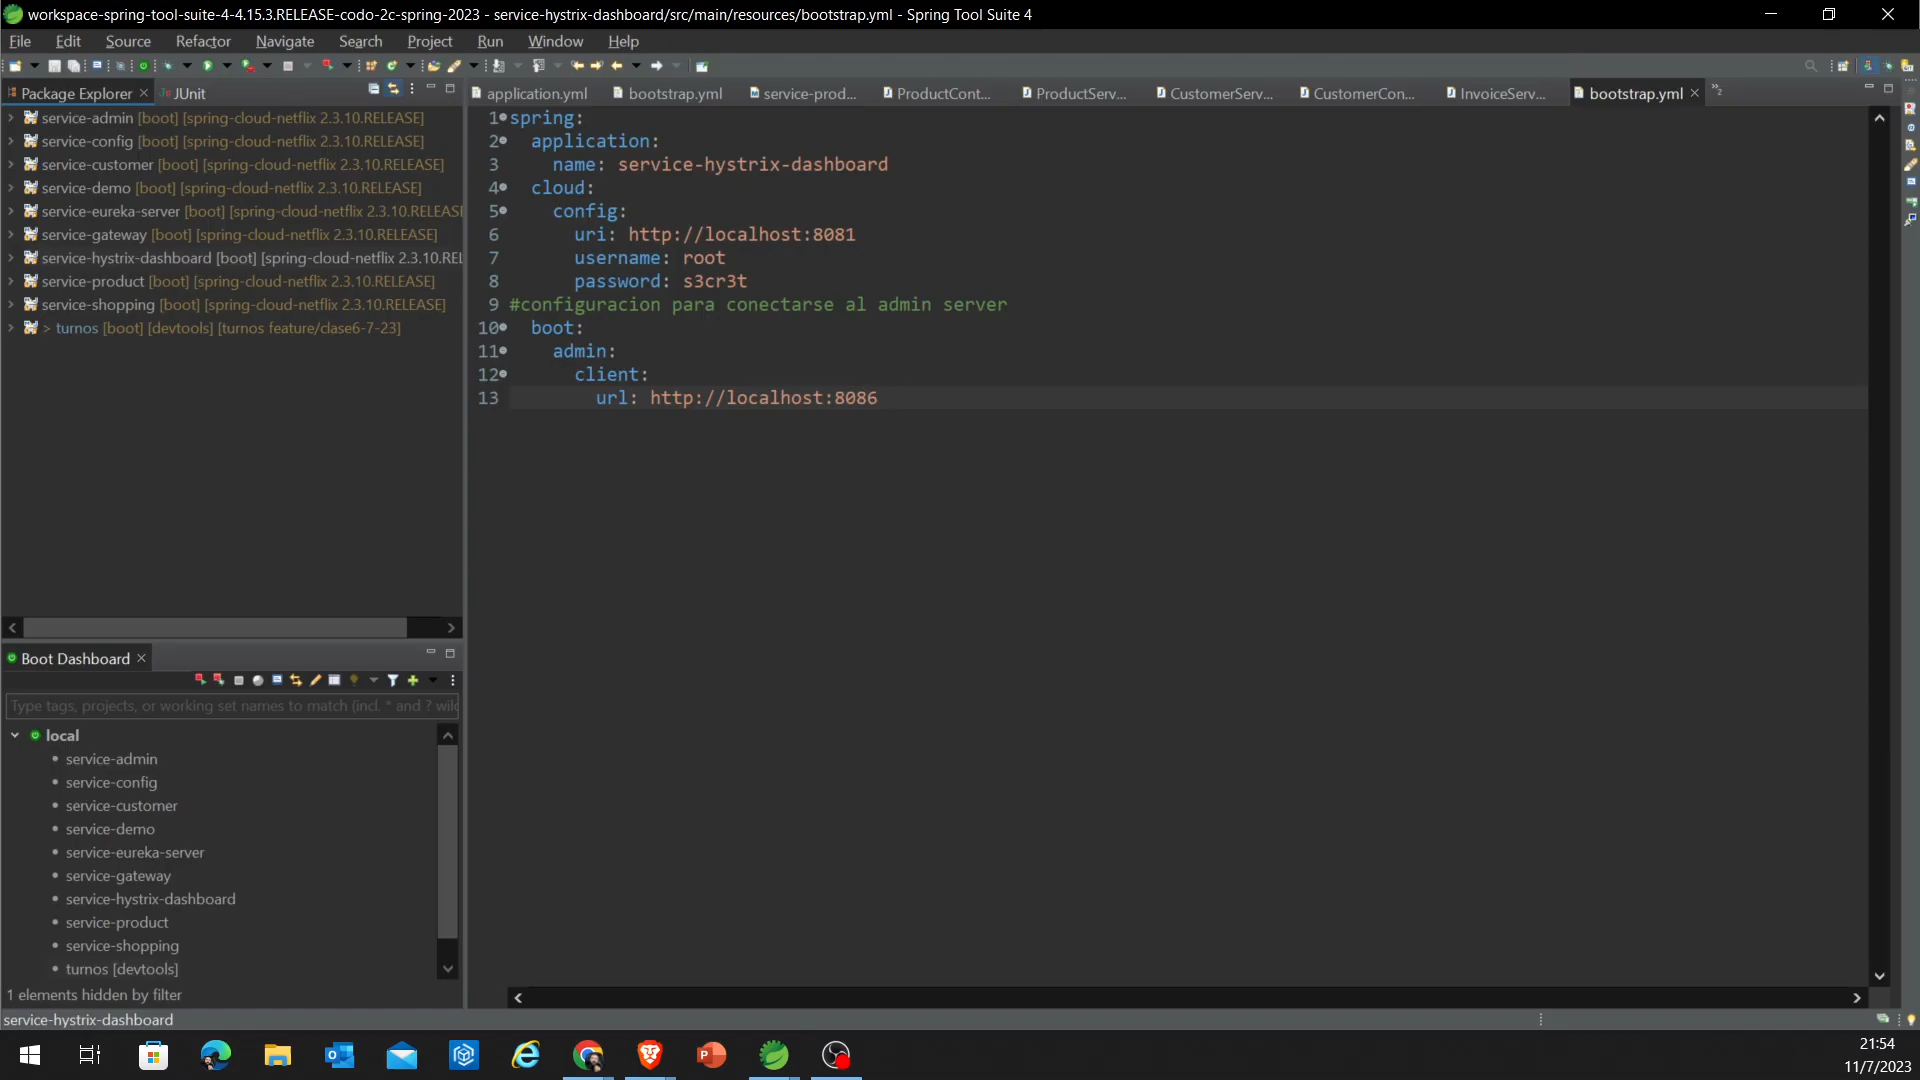 workspace-spring-tool-suite-4-4.15.3.RELEASE-codo-2c-spring-2023 - service-hystrix-dashboard/src/main/resources/bootstrap.yml - Spring Tool Suite 4
File Edit Source Refactor Navigate Search Project Run Window Help
Package Explorer
JUnit
application.yml
bootstrap.yml
service-prod...
ProductCont...
ProductServ...
CustomerServ...
CustomerCon...
InvoiceServ...
bootstrap.yml
"2
service-admin [boot] [spring-cloud-netflix 2.3.10.RELEASE]
service-config [boot] [spring-cloud-netflix 2.3.10.RELEASE]
service-customer [boot] [spring-cloud-netflix 2.3.10.RELEASE]
service-demo [boot] [spring-cloud-netflix 2.3.10.RELEASE]
service-eureka-server [boot] [spring-cloud-netflix 2.3.10.RELEASE
service-gateway [boot] [spring-cloud-netflix 2.3.10.RELEASE]
service-hystrix-dashboard [boot] [spring-cloud-netflix 2.3.10.REL
service-product [boot] [spring-cloud-netflix 2.3.10.RELEASE]
service-shopping [boot] [spring-cloud-netflix 2.3.10.RELEASE]
> turnos [boot] [devtools] [turnos feature/clase6-7-23]
1 spring:
2   application:
3     name: service-hystrix-dashboard
4   cloud:
5     config:
6       uri: http://localhost:8081
7       username: root
8       password: s3cr3t
9 #configuracion para conectarse al admin server
10   boot:
11     admin:
12       client:
13         url: http://localhost:8086
Boot Dashboard
Type tags, projects, or working set names to match (incl. * and ? wild
local
service-admin
service-config
service-customer
service-demo
service-eureka-server
service-gateway
service-hystrix-dashboard
service-product
service-shopping
turnos [devtools]
1 elements hidden by filter
service-hystrix-dashboard
21:54
11/7/2023